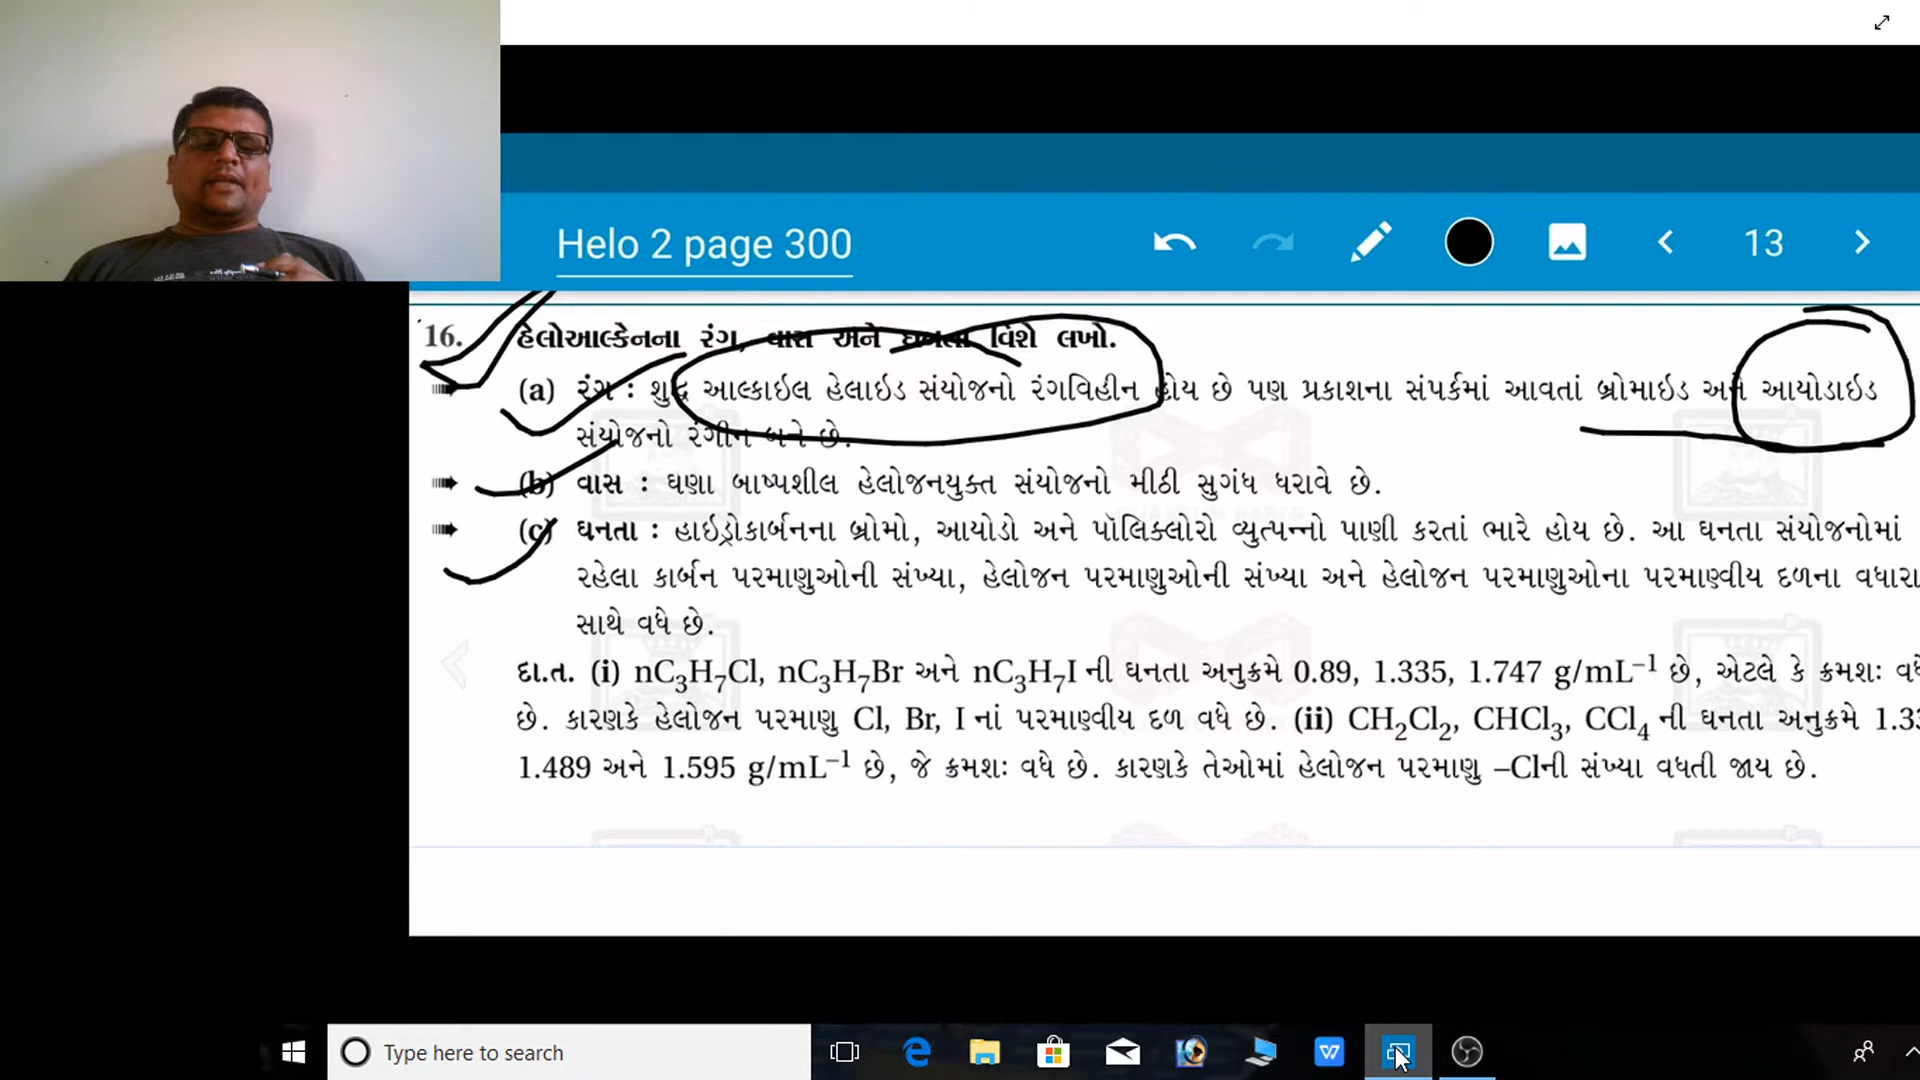 Helo 2 page 300
13
16. હેલોઆલ્કેનના રંગ, વાસ અને ઘનતા વિશે લખો.
(a) રંગ : શુદ્ધ આલ્કાઇલ હેલાઇડ સંયોજનો રંગવિહીન હોય છે પણ પ્રકાશના સંપર્કમાં આવતાં બ્રોમાઇડ અને આયોડાઇડ
સંયોજનો રંગીન બને છે.
(b) વાસ : ઘણા બાષ્પશીલ હેલોજનયુક્ત સંયોજનો મીઠી સુગંધ ધરાવે છે.
(c) ઘનતા : હાઇડ્રોકાર્બનના બ્રોમો, આયોડો અને પૉલિક્લોરો વ્યુત્પન્નો પાણી કરતાં ભારે હોય છે. આ ઘનતા સંયોજનોમાં
રહેલા કાર્બન પરમાણુઓની સંખ્યા, હેલોજન પરમાણુઓની સંખ્યા અને હેલોજન પરમાણુઓના પરમાણ્વીય દળના વધારા
સાથે વધે છે.
દા.ત. (i) nC₃H₇Cl, nC₃H₇Br અને nC₃H₇I ની ઘનતા અનુક્રમે 0.89, 1.335, 1.747 g/mL⁻¹ છે, એટલે કે ક્રમશઃ
છે. કારણકે હેલોજન પરમાણુ Cl, Br, I નાં પરમાણ્વીય દળ વધે છે. (ii) CH₂Cl₂, CHCl₃, CCl₄ ની ઘનતા અનુક્રમે
1.489 અને 1.595 g/mL⁻¹ છે, જે ક્રમશઃ વધે છે. કારણકે તેઓમાં હેલોજન પરમાણુ –Clની સંખ્યા વધતી જાય છે.
Type here to search